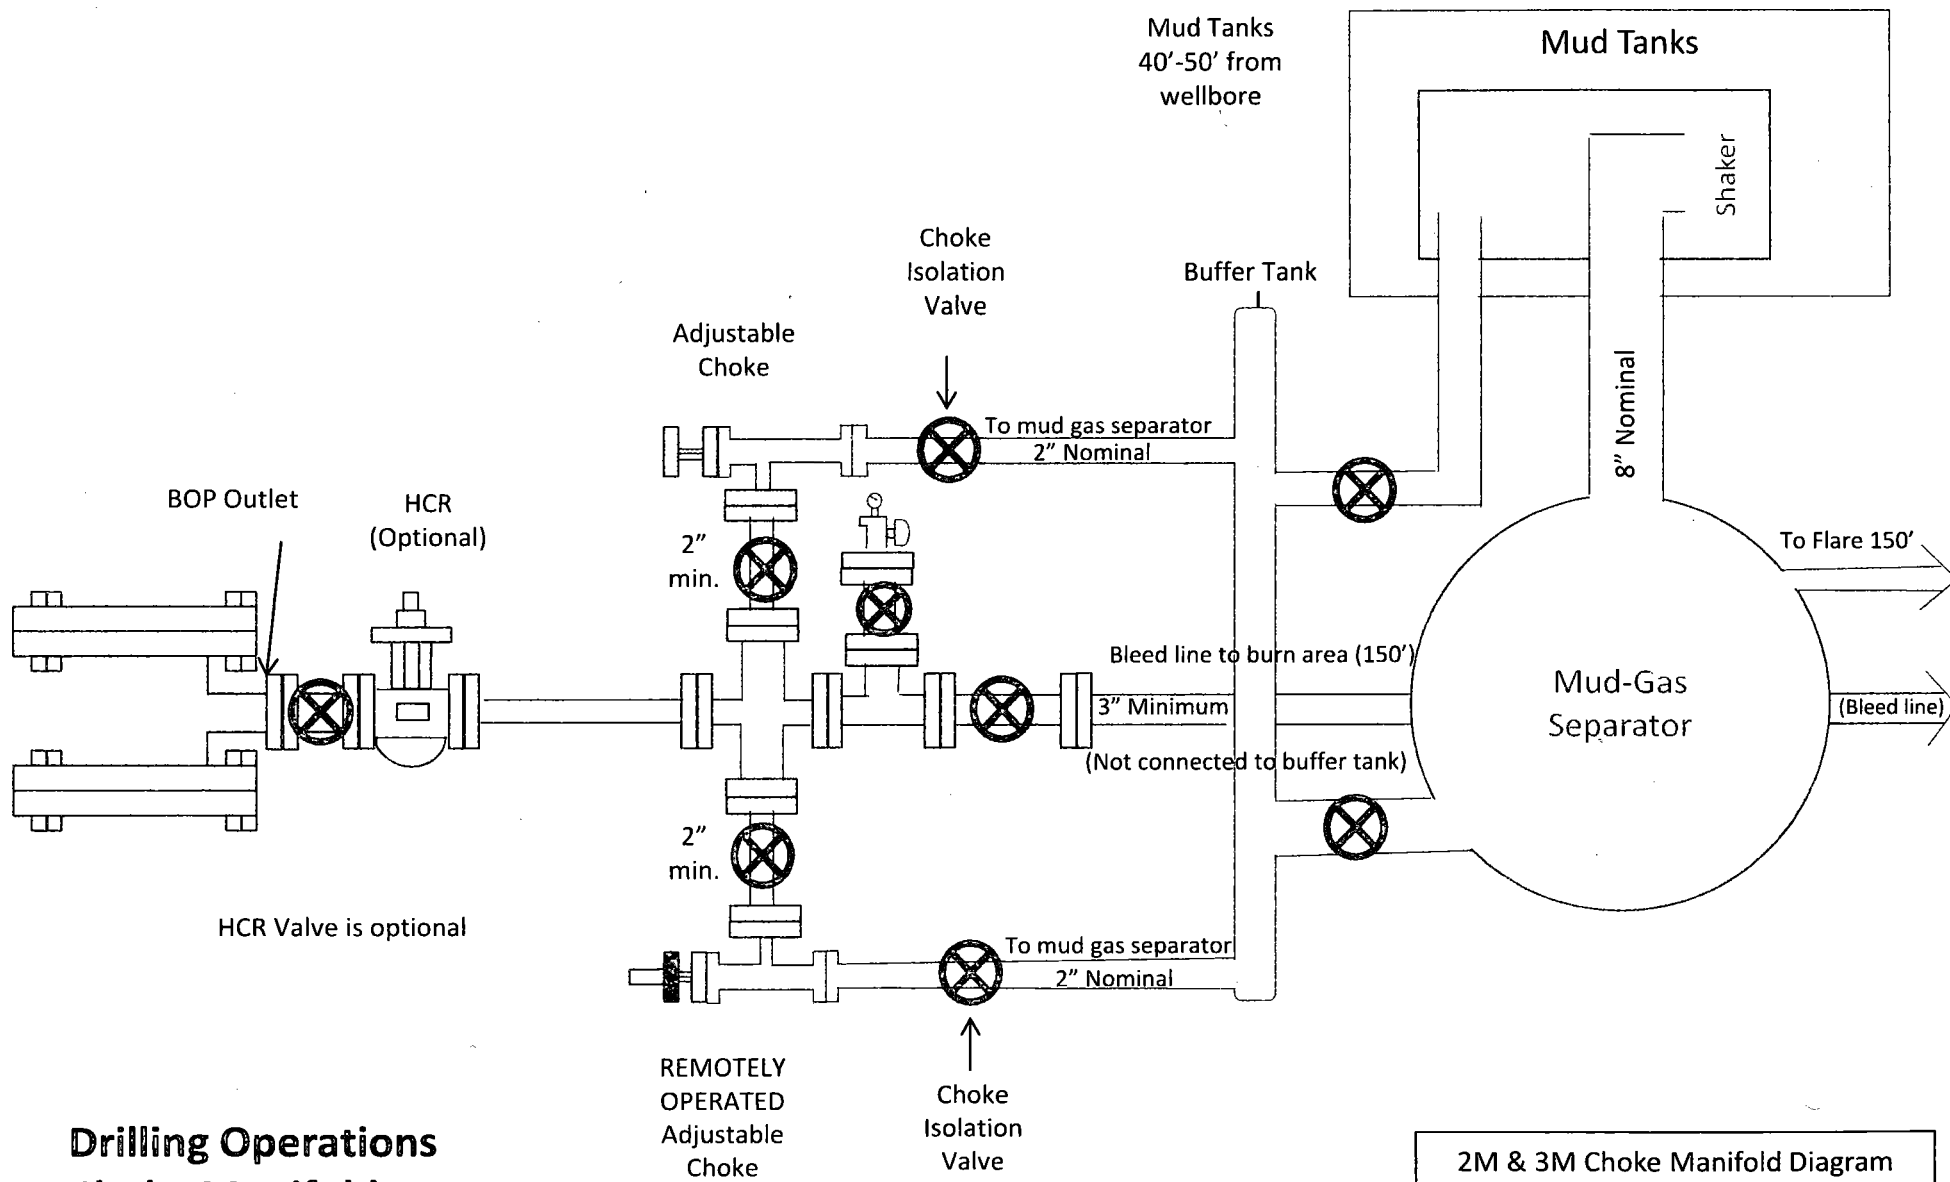 Mud Tanks
40'-50' from
wellbore
Mud Tanks
Shaker
Choke
Isolation
Valve
Buffer Tank
Adjustable
Choke
8" Nominal
To mud gas separator
2" Nominal
BOP Outlet
HCR
(Optional)
2"
min.
To Flare 150'
Bleed line to burn area (150')
Mud-Gas
Separator
3" Minimum
(Bleed line)
(Not connected to buffer tank)
2"
min.
HCR Valve is optional
To mud gas separator
2" Nominal
REMOTELY
OPERATED
Adjustable
Choke
Choke
Isolation
Valve
Drilling Operations
2M & 3M Choke Manifold Diagram